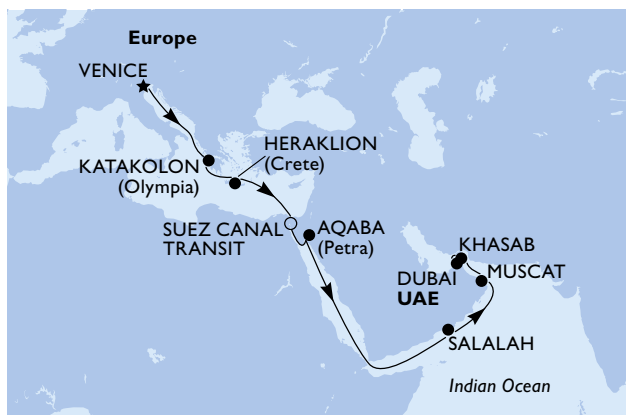 Europe
VENICE
HERAKLION
(Crete)
KATAKOLON
(Olympia)
SUEZ CANAL
TRANSIT
AQABA
(Petra)
KHASAB
DUBAI
UAE
MUSCAT
SALALAH
Indian Ocean